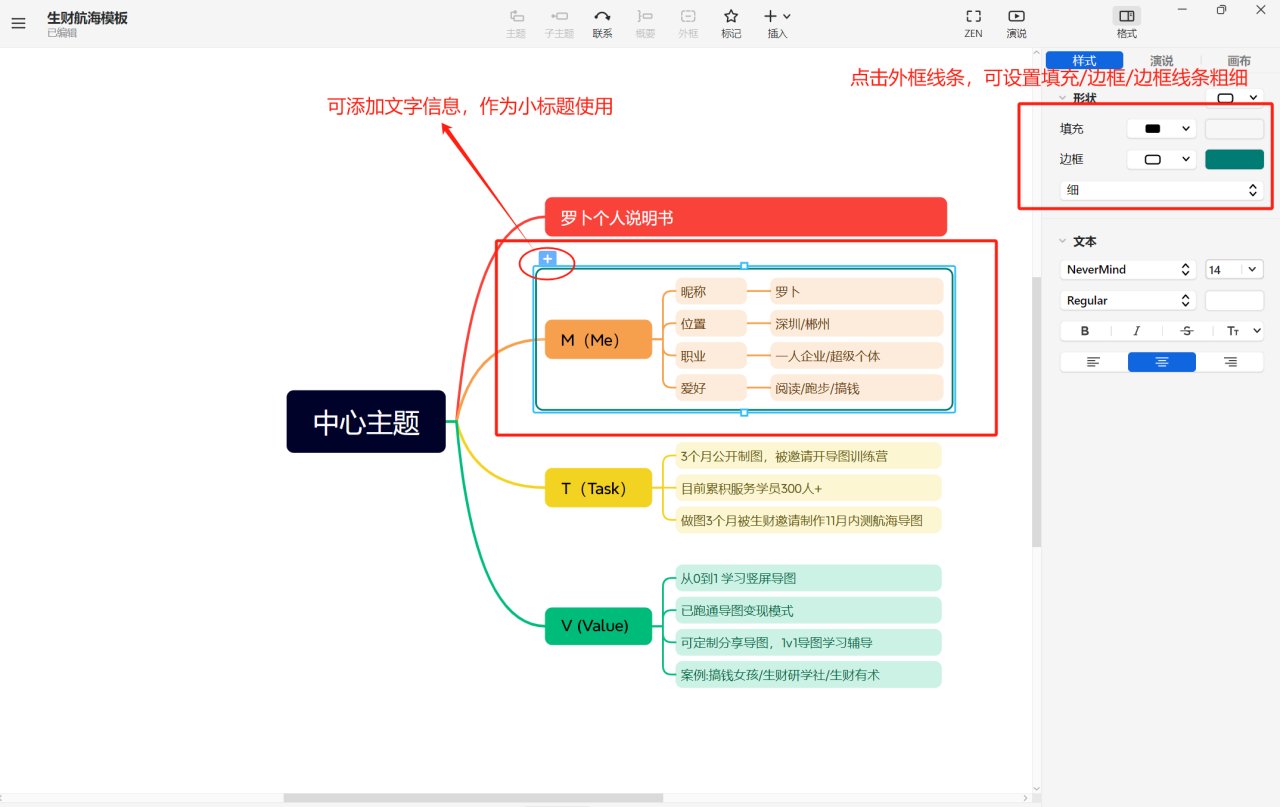 生财航海模板
已编辑
主题
子主题
联系
概要
外框
标记
插入
ZEN
演说
格式
样式
演说
画布
点击外框线条，可设置填充/边框/边框线条粗细
形状
填充
边框
细
文本
NeverMind
14
Regular
B
I
S
Tт
可添加文字信息，作为小标题使用
罗卜个人说明书
M（Me）
昵称
罗卜
位置
深圳/郴州
职业
一人企业/超级个体
爱好
阅读/跑步/搞钱
中心主题
T（Task）
3个月公开制图，被邀请开导图训练营
目前累积服务学员300人+
做图3个月被生财邀请制作11月内测航海导图
V (Value)
从0到1 学习竖屏导图
已跑通导图变现模式
可定制分享导图，1v1导图学习辅导
案例:搞钱女孩/生财研学社/生财有术